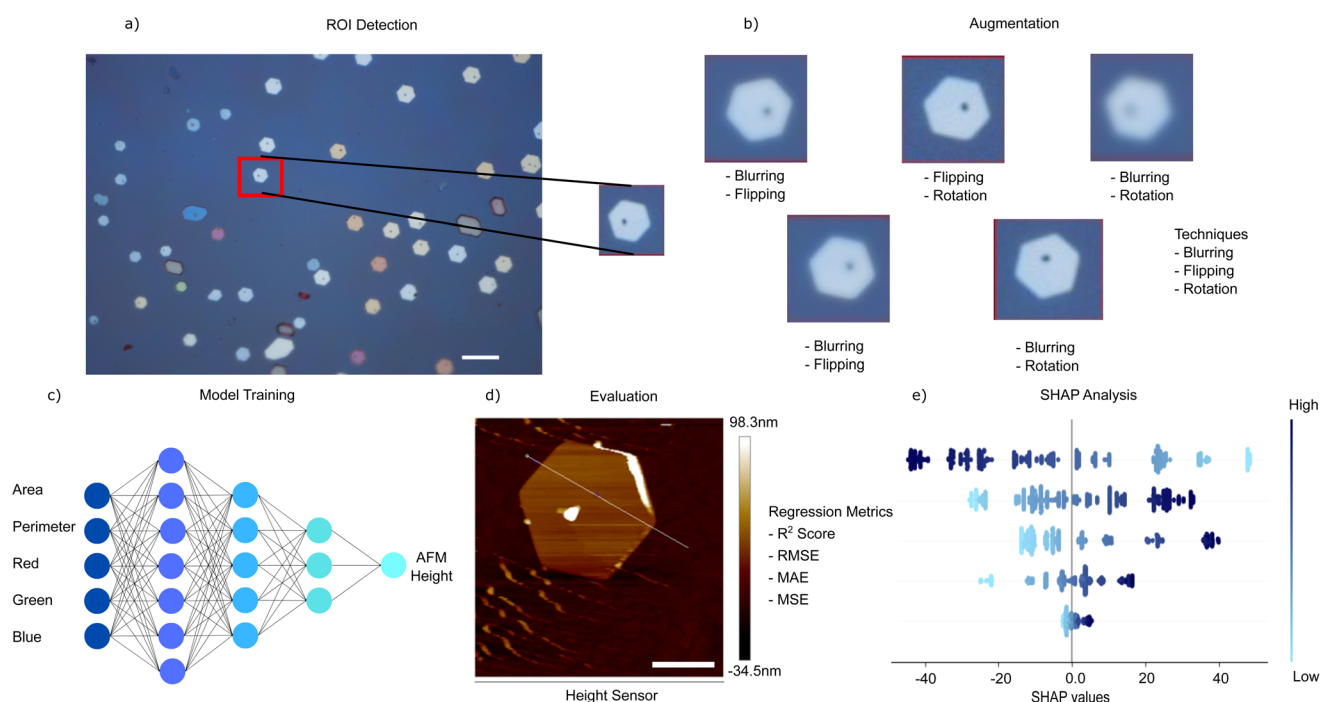 a)
ROI Detection
b)
Augmentation
- Blurring
- Flipping
- Flipping
- Rotation
- Blurring
- Rotation
- Blurring
- Flipping
- Blurring
- Rotation
Techniques
- Blurring
- Flipping
- Rotation
c)
Model Training
Area
Perimeter
Red
Green
Blue
AFM
Height
d)
Evaluation
98.3nm
-34.5nm
Height Sensor
Regression Metrics
- R² Score
- RMSE
- MAE
- MSE
e)
SHAP Analysis
High
Low
-40
-20
0.0
20
40
SHAP values